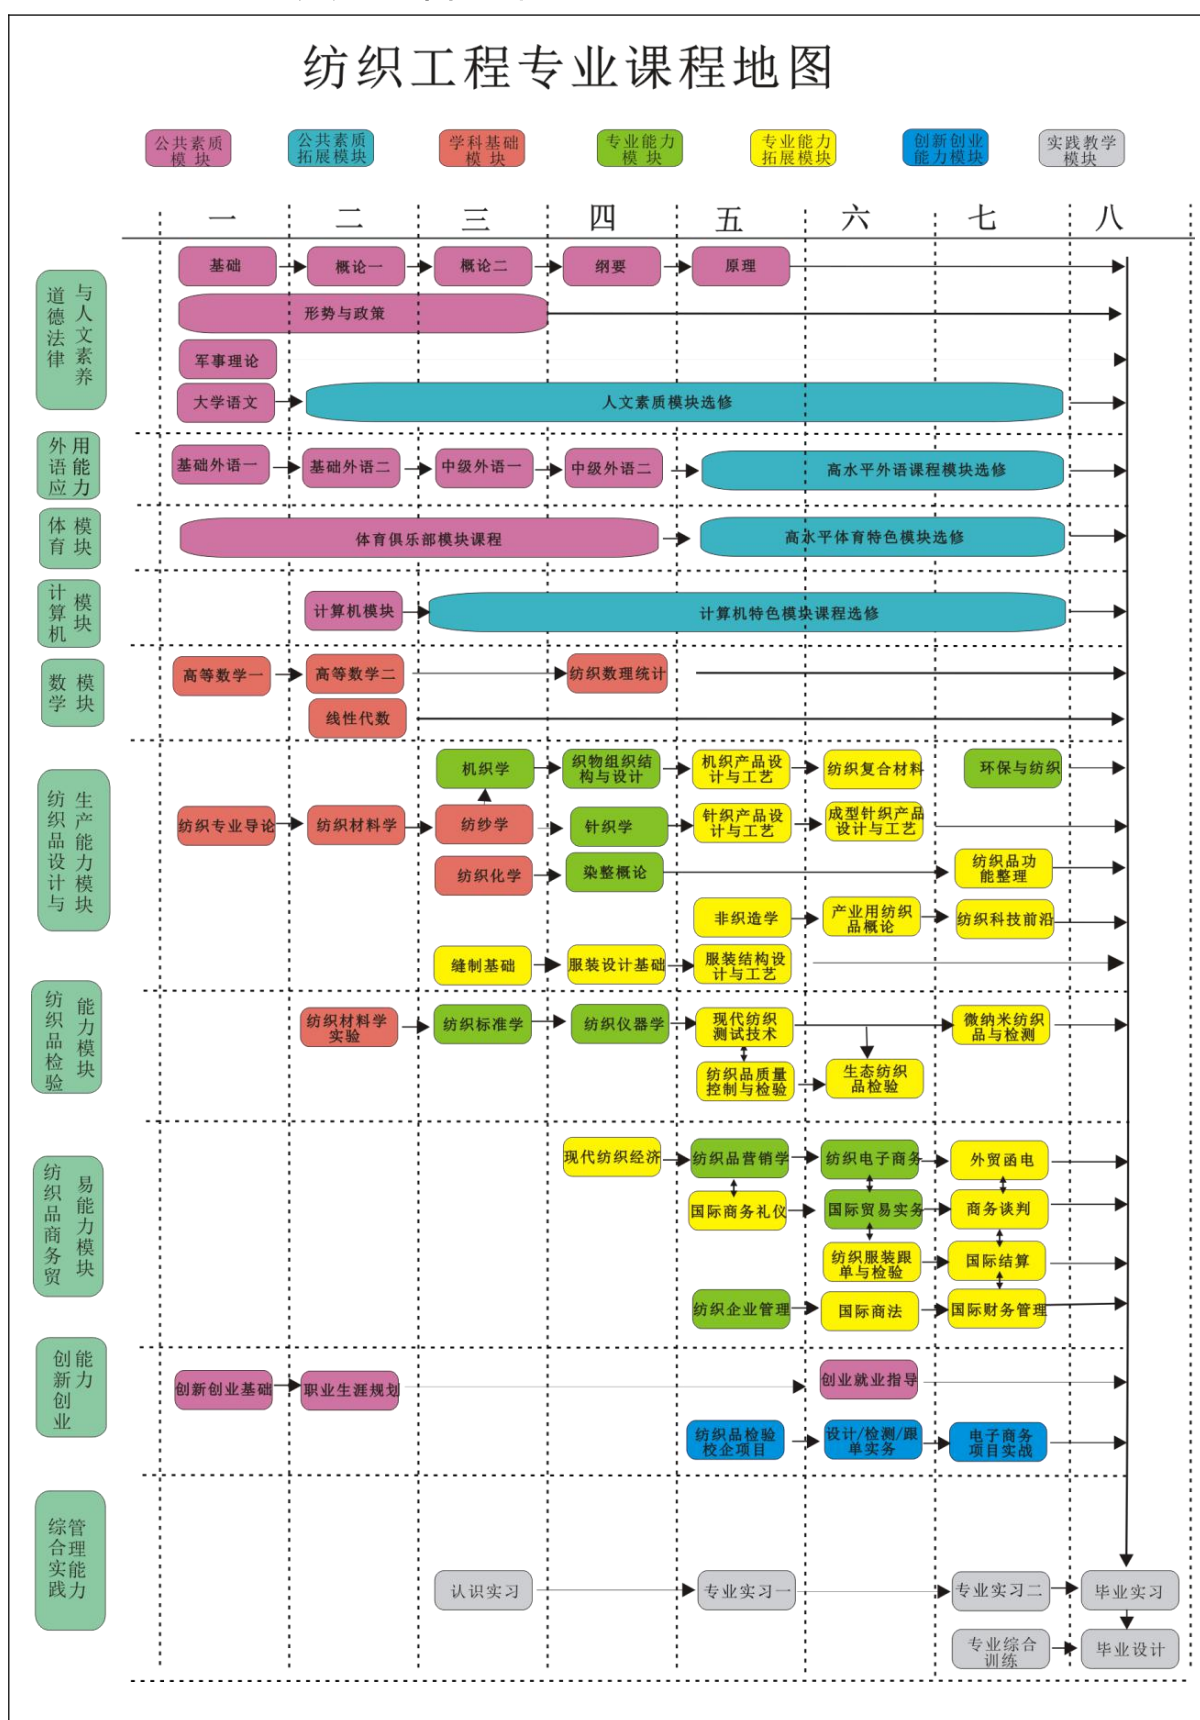 纺织工程专业课程地图
公共素质
模 块
公共素质
拓展模块
学科基础
模 块
专业能力
模 块
专业能力
拓展模块
创新创业
能力模块
实践教学
模块
一
二
三
四
五
六
七
八
道德法律
与人文素养
基础
概论一
概论二
纲要
原理
形势与政策
军事理论
大学语文
人文素质模块选修
外语应
用能力
基础外语一
基础外语二
中级外语一
中级外语二
高水平外语课程模块选修
体育
模块
体育俱乐部模块课程
高水平体育特色模块选修
计算机
模块
计算机模块
计算机特色模块课程选修
数学
模块
高等数学一
高等数学二
纺织数理统计
线性代数
纺织品设计与
生产能力模块
机织学
织物组织结
构与设计
机织产品设
计与工艺
纺织复合材料
环保与纺织
纺织专业导论
纺织材料学
纺纱学
针织学
针织产品设
计与工艺
成型针织产品
设计与工艺
纺织化学
染整概论
纺织品功
能整理
非织造学
产业用纺织
品概论
纺织科技前沿
缝制基础
服装设计基础
服装结构设
计与工艺
纺织品检验
能力模块
纺织材料学
实验
纺织标准学
纺织仪器学
现代纺织
测试技术
微纳米纺织
品与检测
纺织品质量
控制与检验
生态纺织
品检验
纺织品商务贸
易能力模块
现代纺织经济
纺织品营销学
纺织电子商务
外贸函电
国际商务礼仪
国际贸易实务
商务谈判
纺织服装跟
单与检验
国际结算
纺织企业管理
国际商法
国际财务管理
创新创业
能力
创新创业基础
职业生涯规划
创业就业指导
纺织品检验
校企项目
设计/检测/跟
单实务
电子商务
项目实战
综合实践
管理能力
认识实习
专业实习一
专业实习二
毕业实习
专业综合
训练
毕业设计